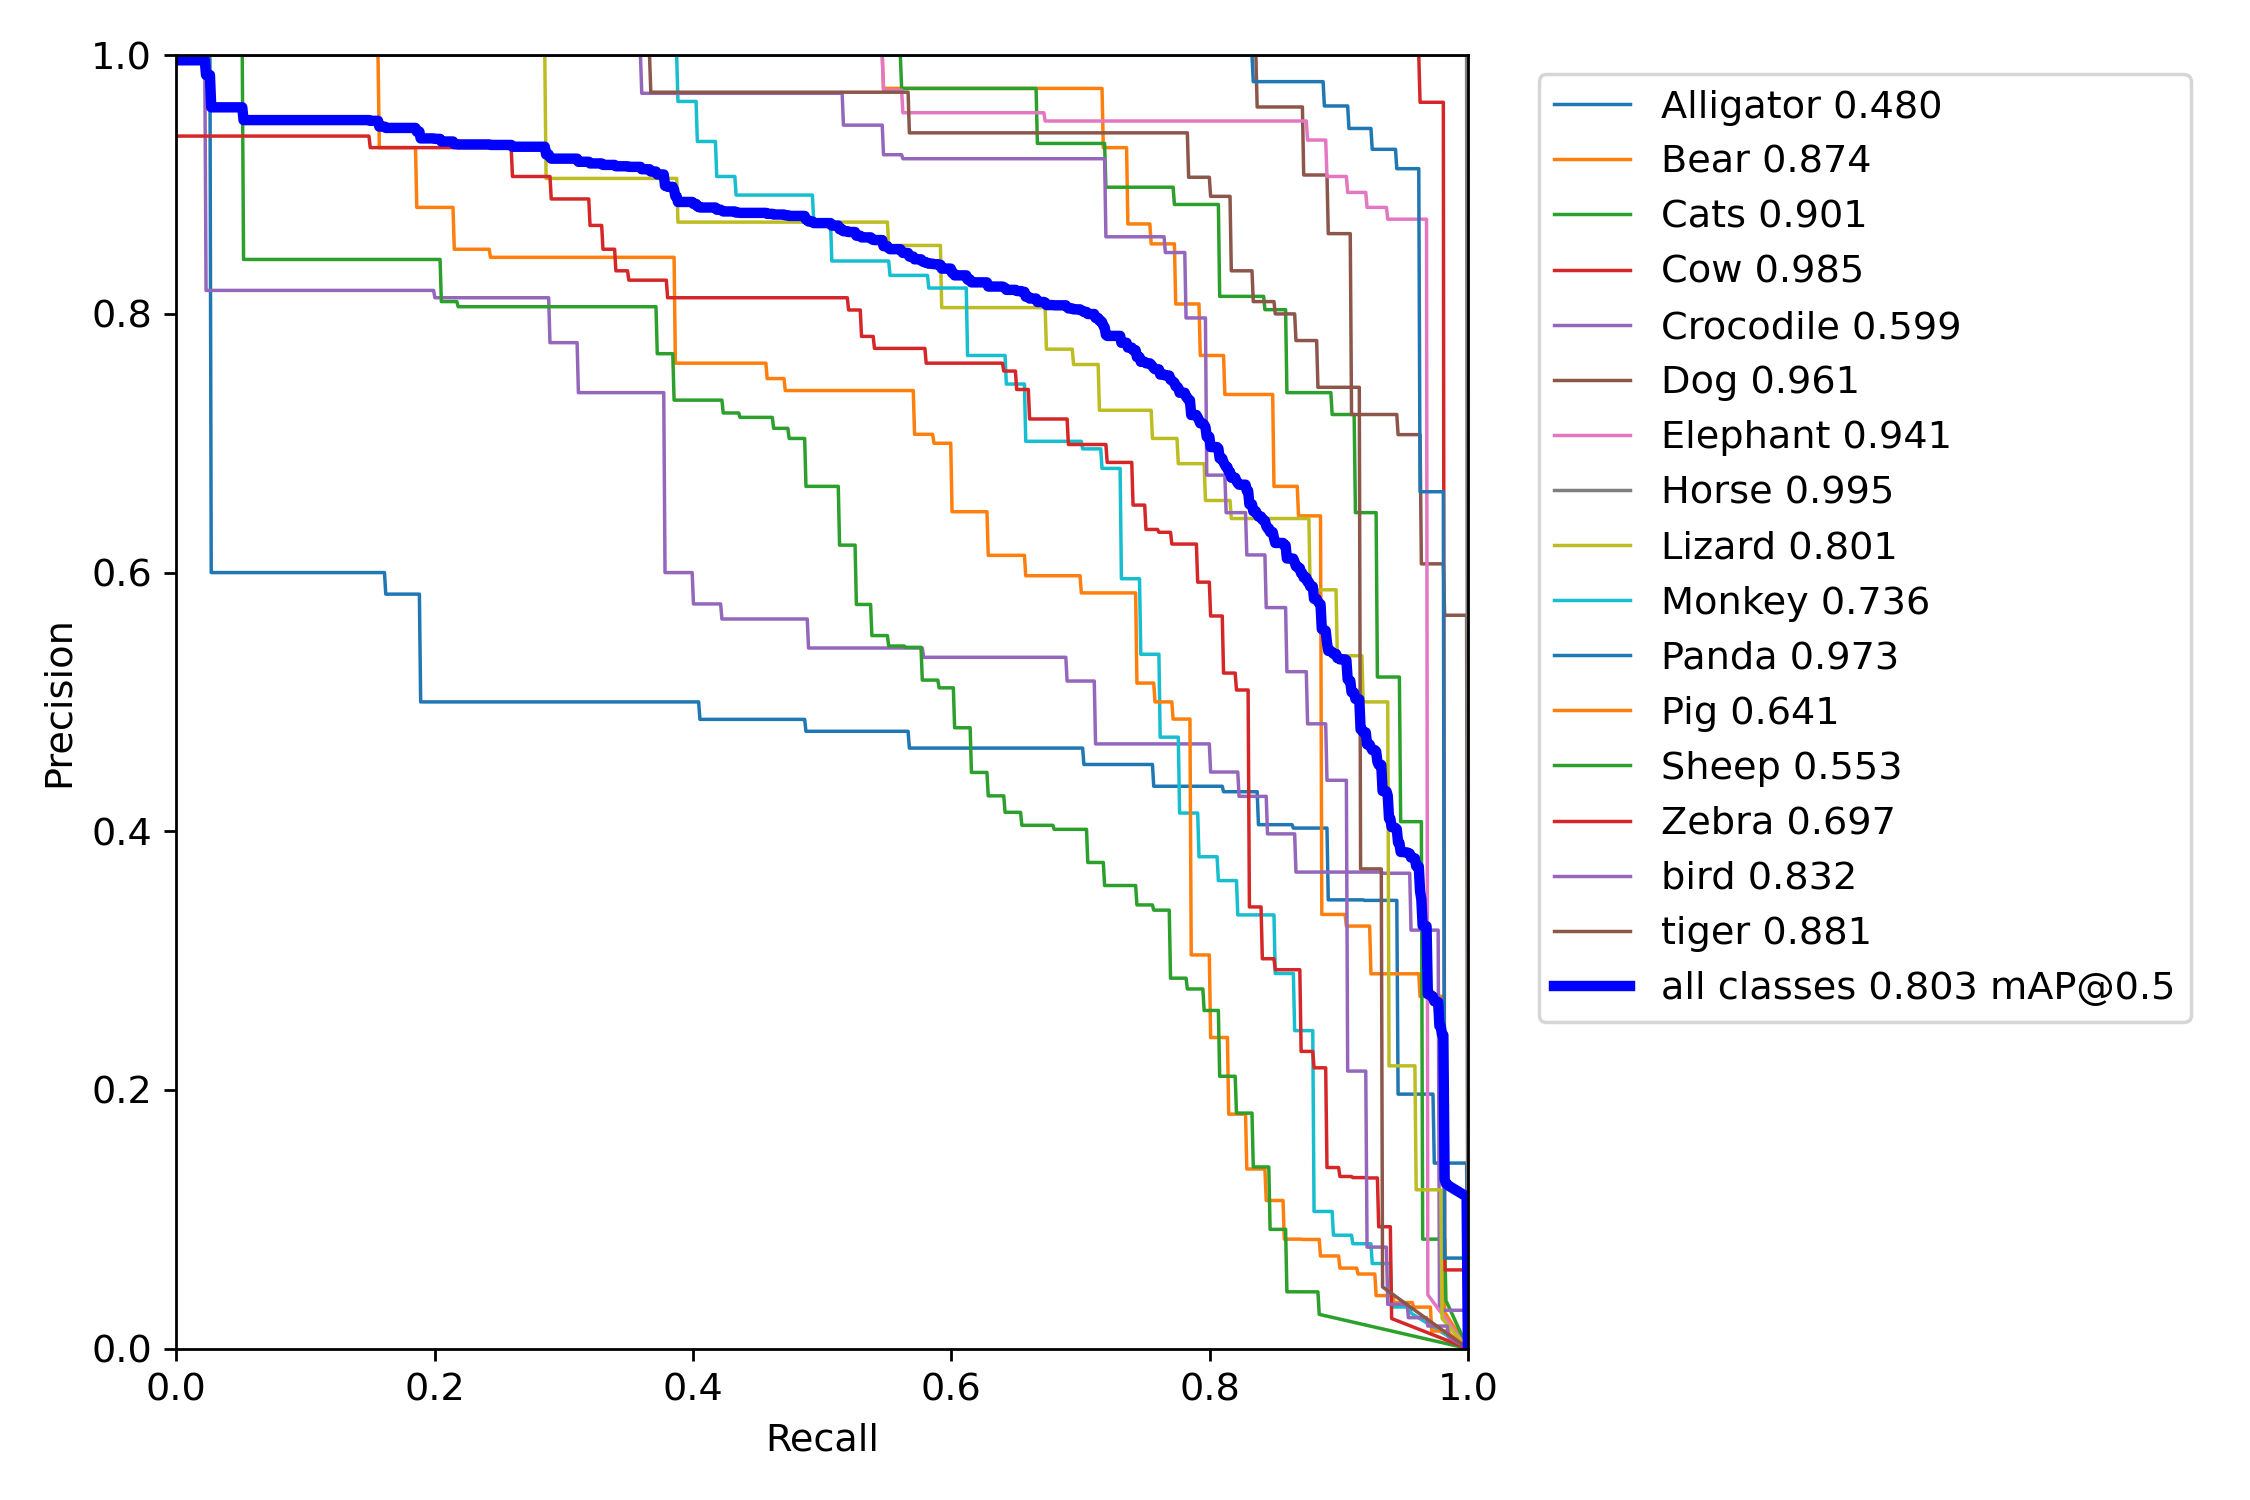 1.0
0.8
0.6
0.4
0.2
0.0
Precision
0.0 0.2 0.4 0.6 0.8 1.0
Recall
Alligator 0.480
Bear 0.874
Cats 0.901
Cow 0.985
Crocodile 0.599
Dog 0.961
Elephant 0.941
Horse 0.995
Lizard 0.801
Monkey 0.736
Panda 0.973
Pig 0.641
Sheep 0.553
Zebra 0.697
bird 0.832
tiger 0.881
all classes 0.803 mAP@0.5